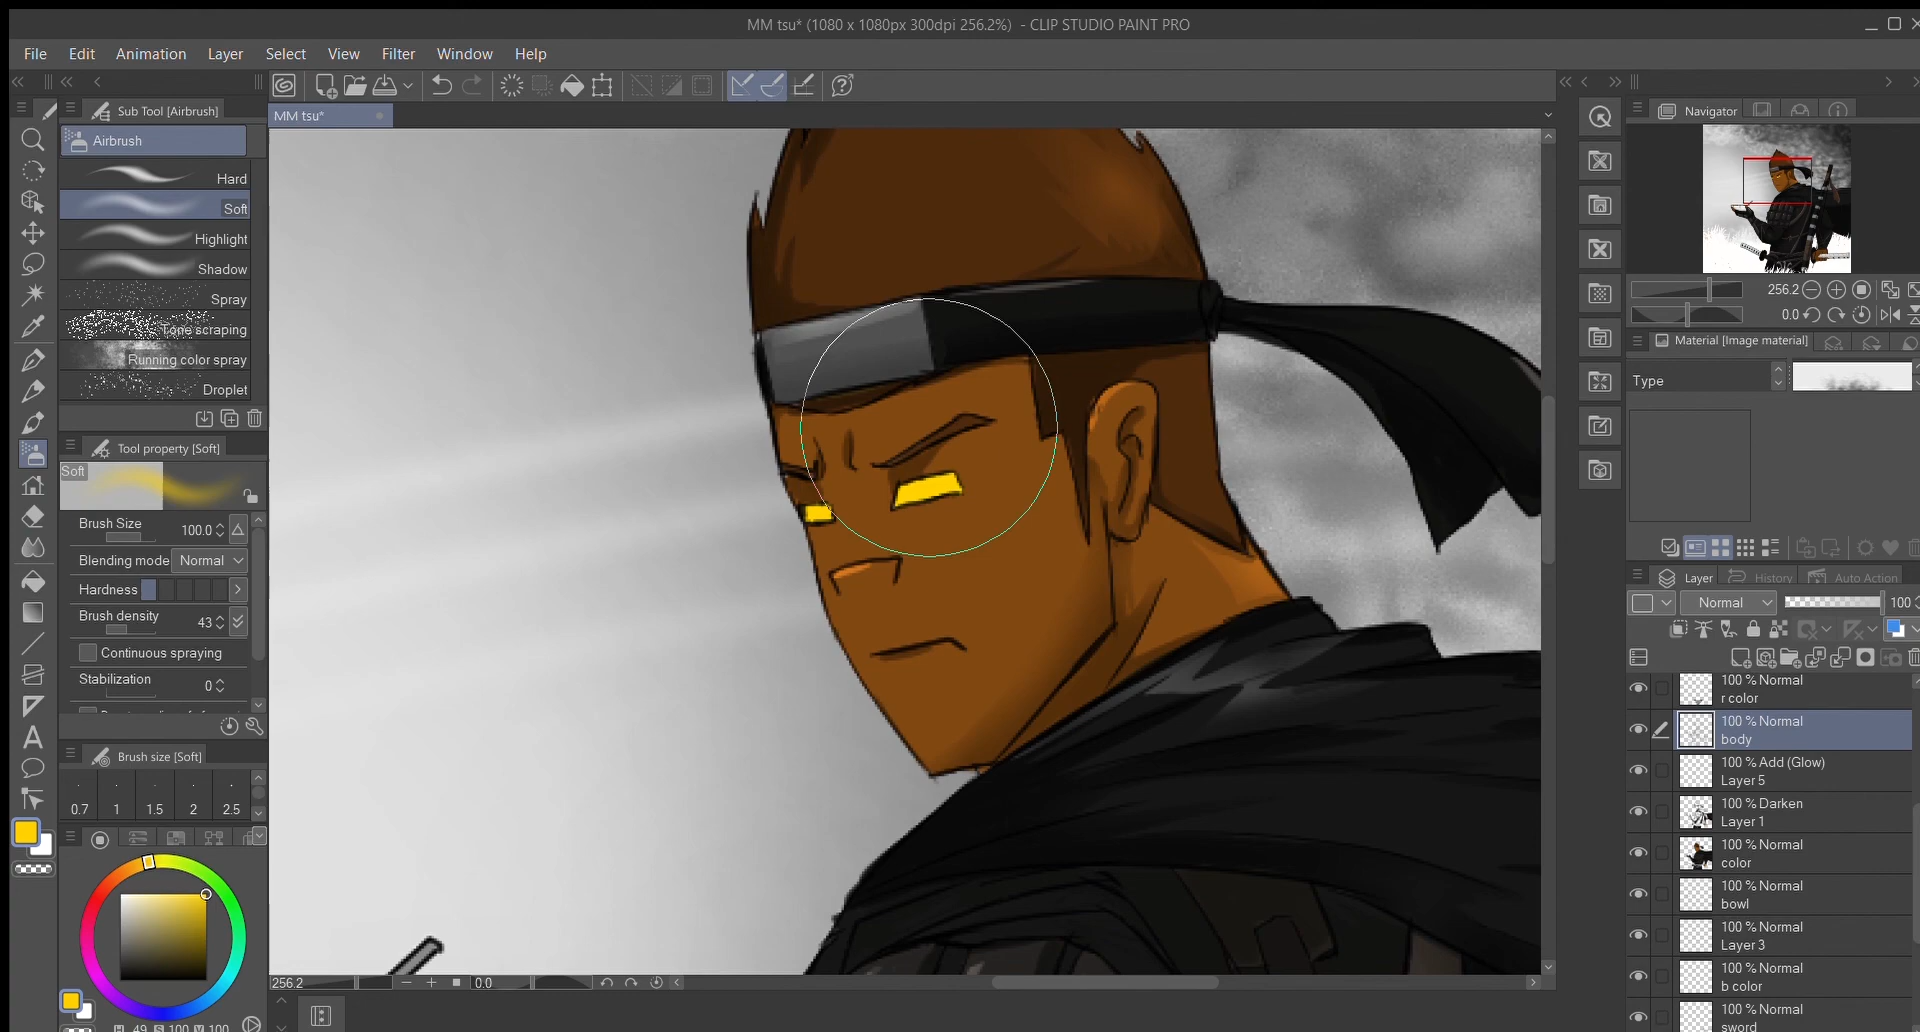 MM tsu* (1080 x 1080px 300dpi 256.2%) - CLIP STUDIO PAINT PRO
File Edit Animation Layer Select View Filter Window Help
Sub Tool [Airbrush]
MM tsu*
Navigator
Airbrush
Hard
Soft
Highlight
Shadow
Spray
Tone scraping
Running color spray
Droplet
Tool property [Soft]
Soft
Brush Size 100.0
Blending mode Normal
Hardness
Brush density 43
Continuous spraying
Stabilization 0
Brush size [Soft]
0.7 1 1.5 2 2.5
H 49 S 100 V 100
256.2 0.0
256.2
0.0
Material [Image material]
Type
Layer History Auto Action
Normal 100
100 % Normal
r color
100 % Normal
body
100 % Add (Glow)
Layer 5
100 % Darken
Layer 1
100 % Normal
color
100 % Normal
bowl
100 % Normal
Layer 3
100 % Normal
b color
100 % Normal
sword